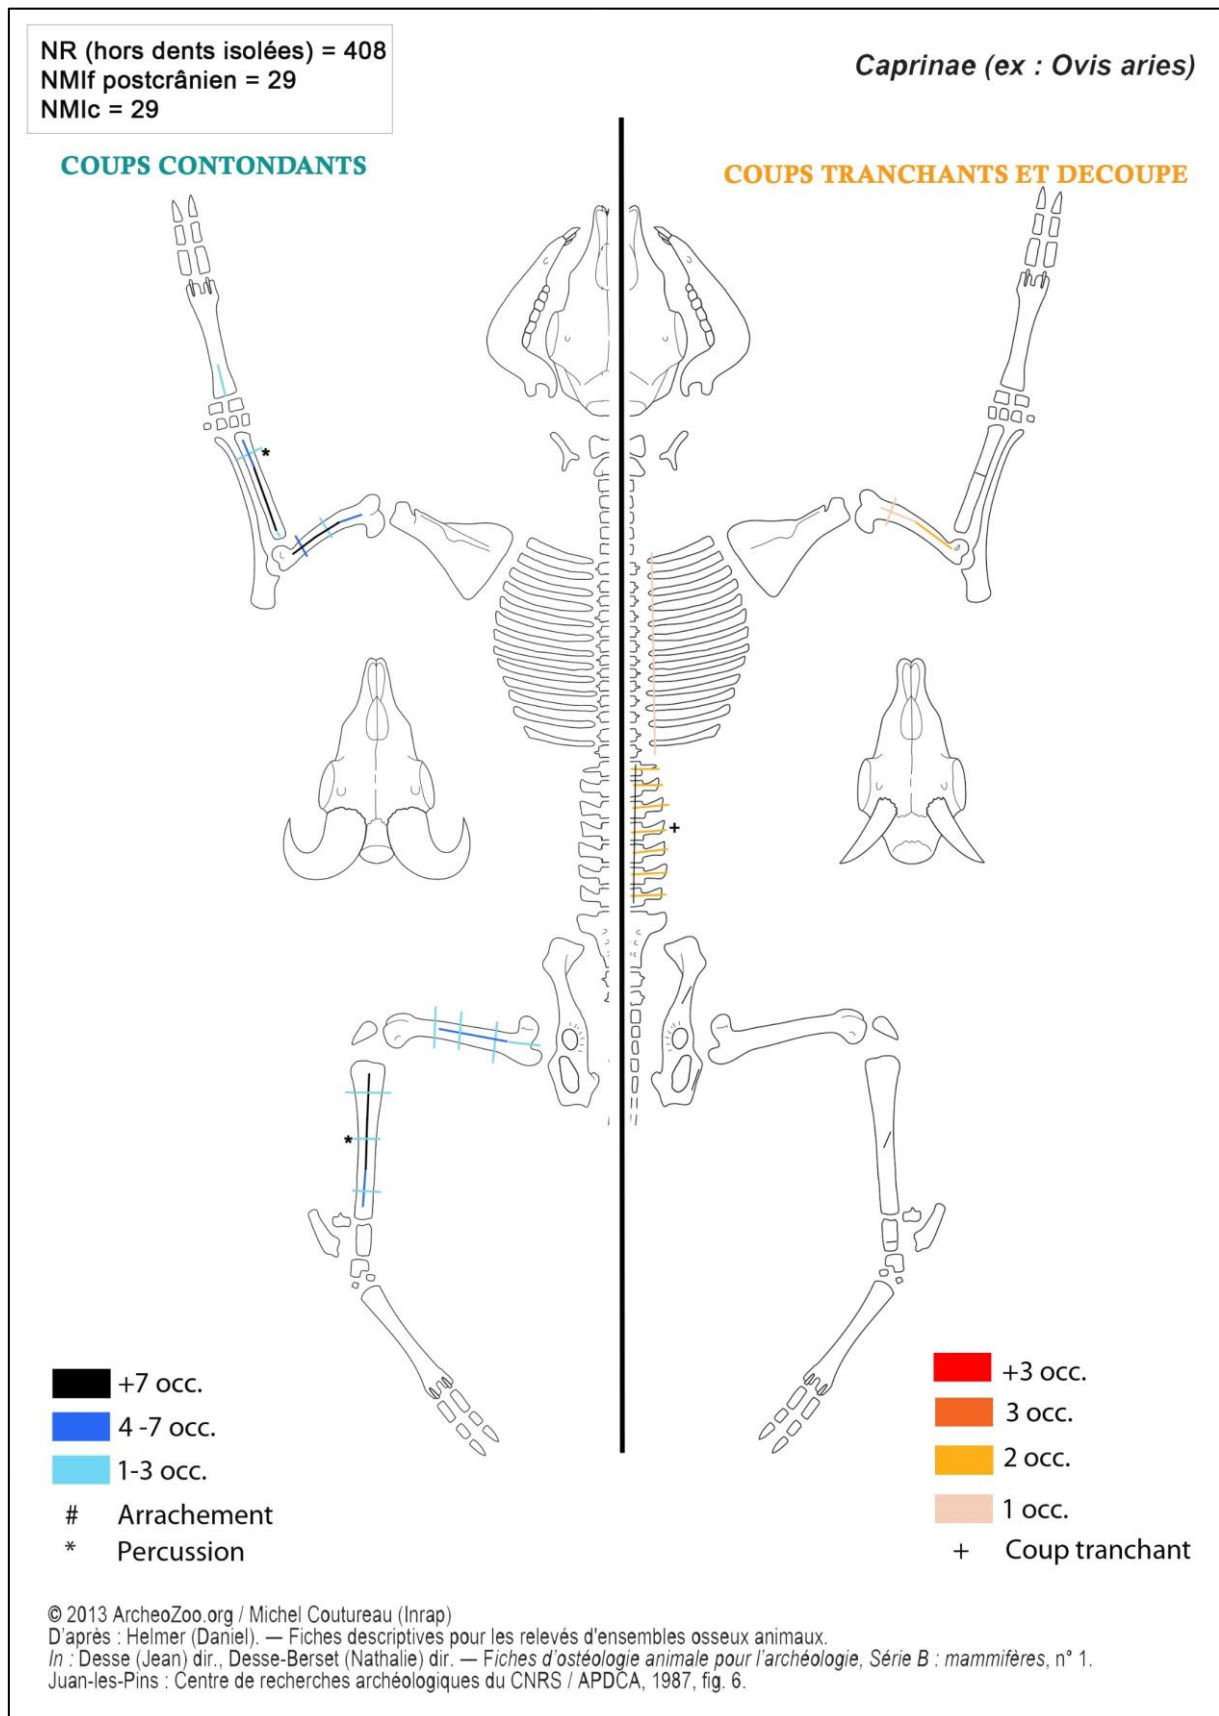 NR (hors dents isolées) = 408
NMIf postcrânien = 29
NMIc = 29
Caprinae (ex : Ovis aries)
COUPS CONTONDANTS
COUPS TRANCHANTS ET DECOUPE
*
+
*
+7 occ.
4 -7 occ.
1-3 occ.
# Arrachement
* Percussion
+3 occ.
3 occ.
2 occ.
1 occ.
+ Coup tranchant
© 2013 ArcheoZoo.org / Michel Coutureau (Inrap)
D'après : Helmer (Daniel). — Fiches descriptives pour les relevés d'ensembles osseux animaux.
In : Desse (Jean) dir., Desse-Berset (Nathalie) dir. — Fiches d'ostéologie animale pour l'archéologie, Série B : mammifères, n° 1.
Juan-les-Pins : Centre de recherches archéologiques du CNRS / APDCA, 1987, fig. 6.